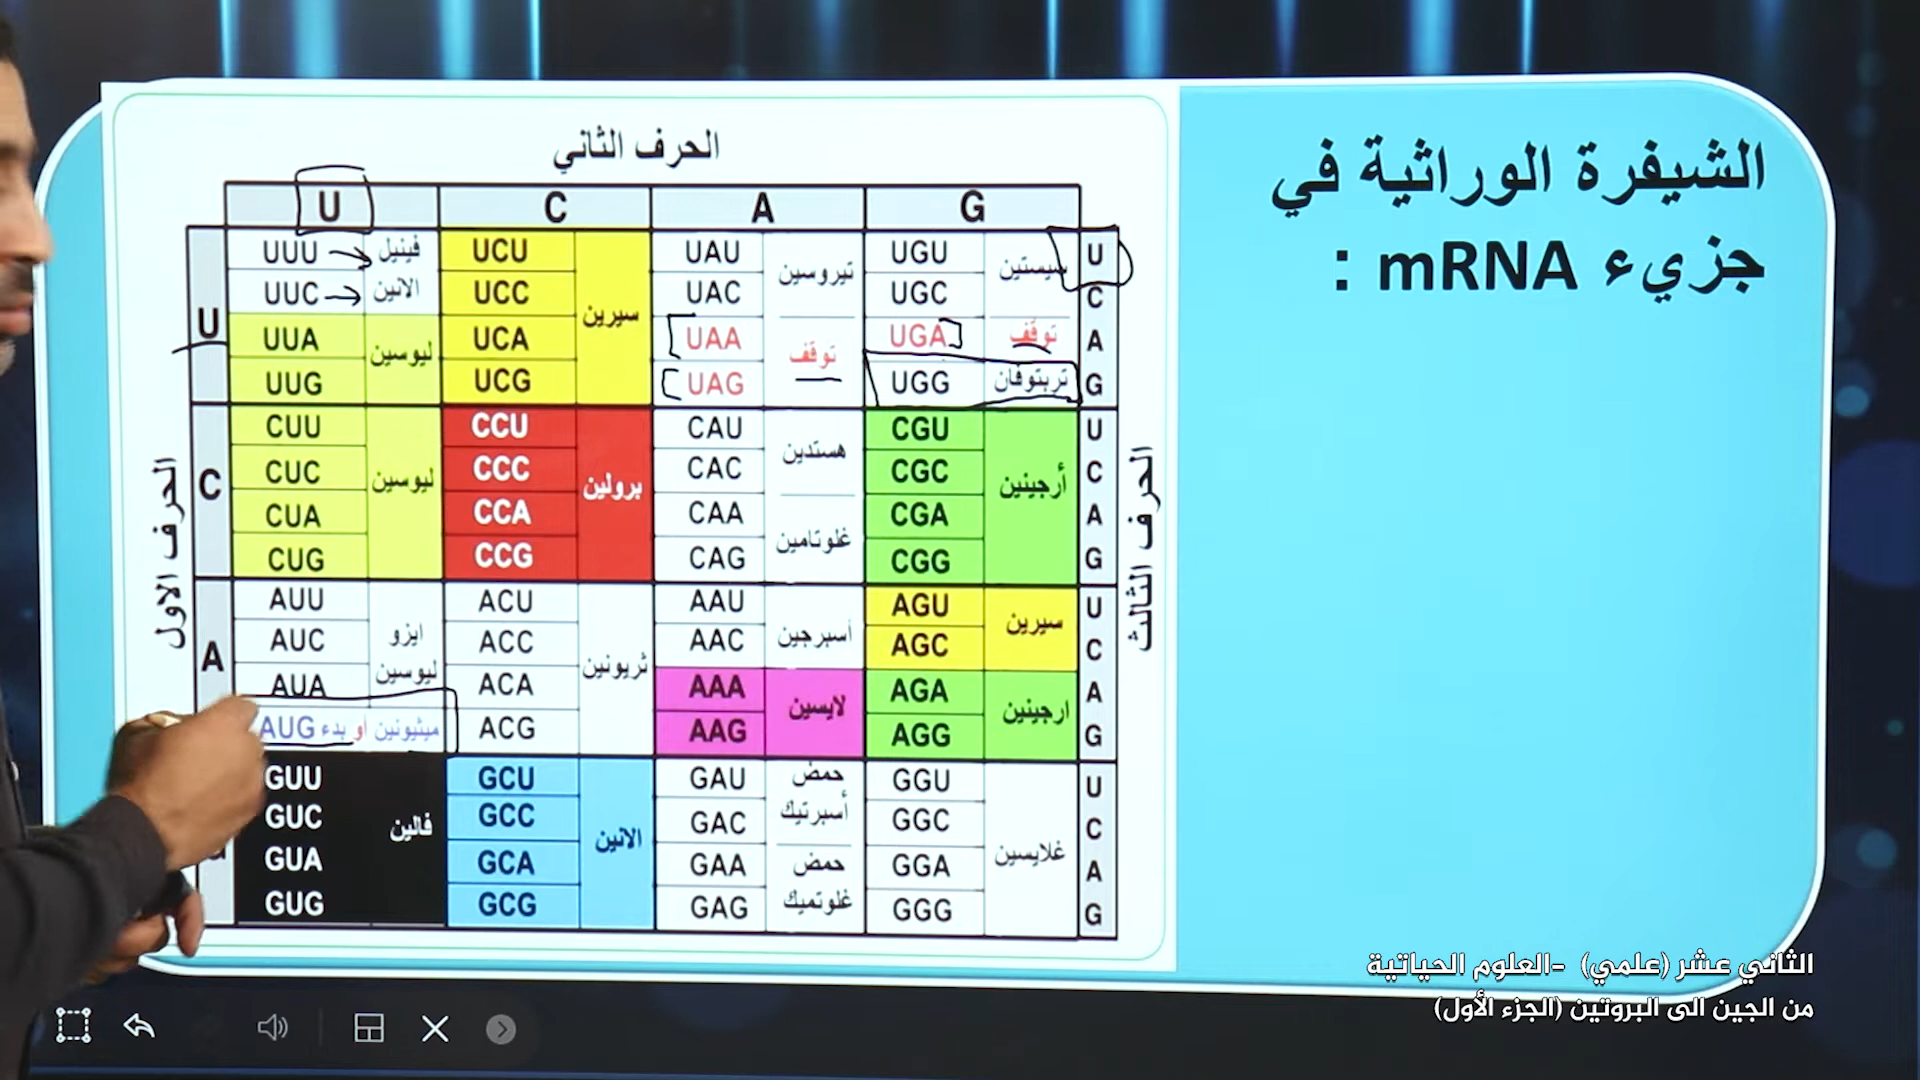 الشيفرة الوراثية في
جزيء mRNA :
الحرف الثاني
U C A G
الحرف الاول
الحرف الثالث
U
UUU فينيل UCU UAU UGU U
UUC الانين UCC سيرين UAC تيروسين UGC سيستين C
UUA UCA UAA UGA توقف A
UUG ليوسين UCG UAG توقف UGG تربتوفان G
C
CUU CCU CAU CGU U
CUC ليوسين CCC برولين CAC هستدين CGC أرجينين C
CUA CCA CAA CGA A
CUG CCG CAG غلوتامين CGG G
A
AUU ايزو ACU AAU AGU U
AUC ليوسين ACC ثريونين AAC أسبرجين AGC سيرين C
AUA ACA AAA AGA A
AUG ميثيونين أو بدء ACG AAG لايسين AGG ارجينين G
GUU GCU GAU حمض GGU U
GUC فالين GCC الانين GAC أسبرتيك GGC غلايسين C
GUA GCA GAA حمض GGA A
GUG GCG GAG غلوتميك GGG G
الثاني عشر (علمي) -العلوم الحياتية
من الجين الى البروتين (الجزء الأول)